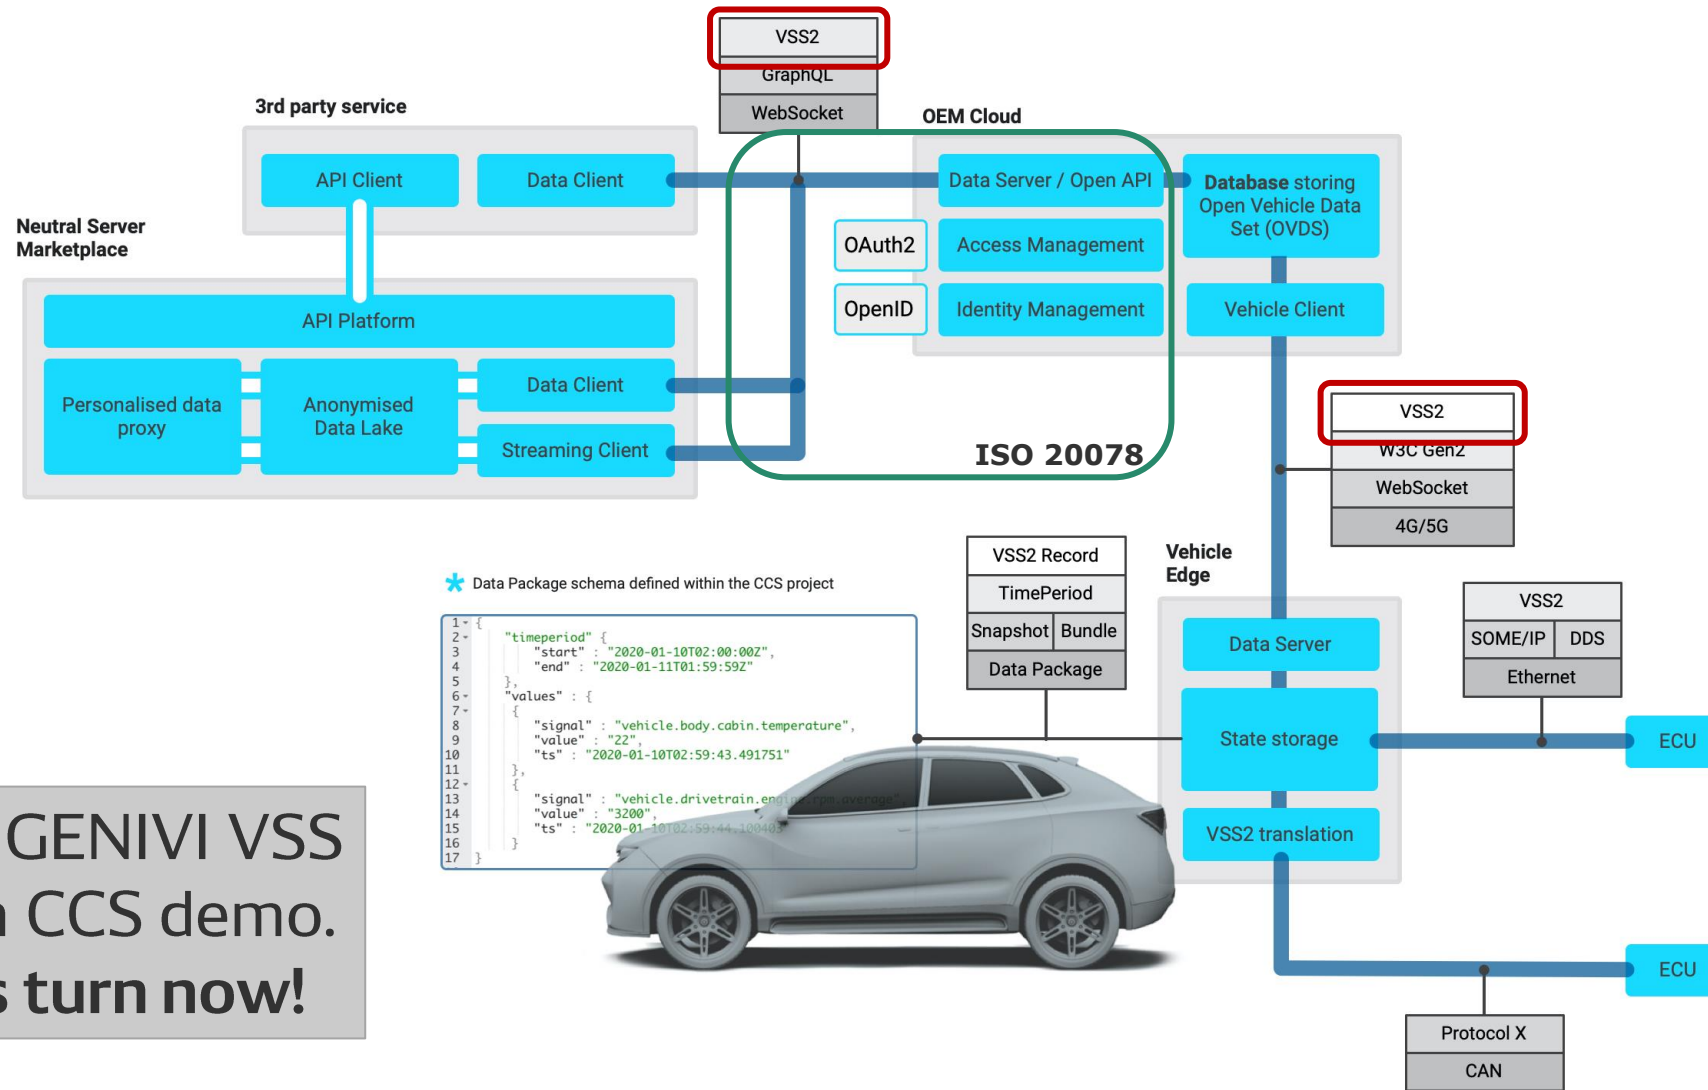 VSS2
GraphQL
WebSocket
3rd party service
OEM Cloud
API Client
Data Client
Data Server / Open API
Database storing
Open Vehicle Data
Set (OVDS)
Neutral Server
Marketplace
OAuth2
Access Management
API Platform
OpenID
Identity Management
Vehicle Client
Personalised data
proxy
Anonymised
Data Lake
Data Client
Streaming Client
ISO 20078
VSS2
W3C Gen2
WebSocket
4G/5G
VSS2 Record
TimePeriod
Snapshot Bundle
Data Package
Vehicle
Edge
Data Server
State storage
VSS2 translation
VSS2
SOME/IP DDS
Ethernet
ECU
ECU
Protocol X
CAN
* Data Package schema defined within the CCS project
1 {
2 "timeperiod" {
3 "start" : "2020-01-10T02:00:00Z",
4 "end" : "2020-01-11T01:59:59Z"
5 },
6 "values" : {
7 {
8 "signal" : "vehicle.body.cabin.temperature",
9 "value" : "22",
10 "ts" : "2020-01-10T02:59:43.491751"
11 },
12 {
13 "signal" : "vehicle.drivetrain.engine.rpm.average",
14 "value" : "3200",
15 "ts" : "2020-01-10T02:59:44.100403"
16 }
17 }
GENIVI VSS
CCS demo.
turn now!